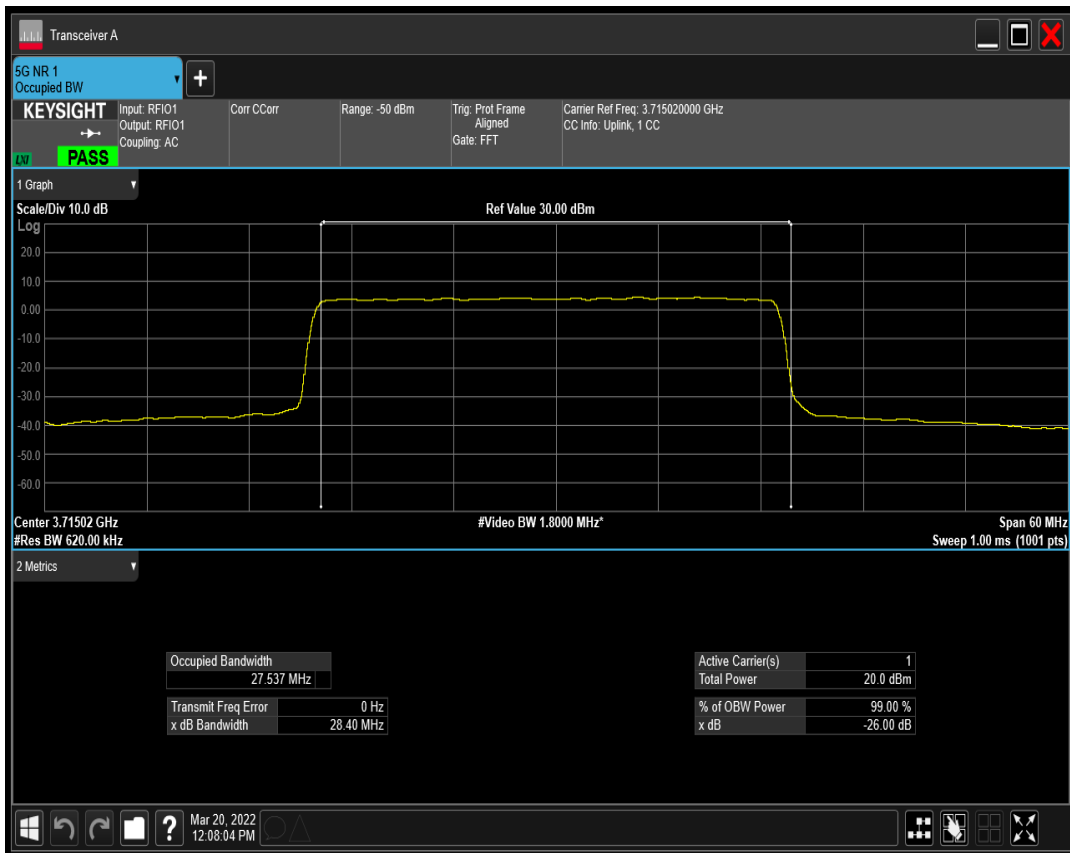 Transceiver A
5G NR 1
Occupied BW
KEYSIGHT
LXI
PASS
Input: RFIO1
Output: RFIO1
Coupling: AC
Corr CCorr
Range: -50 dBm
Trig: Prot Frame
Aligned
Gate: FFT
Carrier Ref Freq: 3.715020000 GHz
CC Info: Uplink, 1 CC
1 Graph
Scale/Div 10.0 dB
Ref Value 30.00 dBm
Log
20.0
10.0
0.00
-10.0
-20.0
-30.0
-40.0
-50.0
-60.0
Center 3.71502 GHz
#Video BW 1.8000 MHz*
Span 60 MHz
#Res BW 620.00 kHz
Sweep 1.00 ms (1001 pts)
2 Metrics
Occupied Bandwidth
27.537 MHz
Transmit Freq Error 0 Hz
x dB Bandwidth 28.40 MHz
Active Carrier(s) 1
Total Power 20.0 dBm
% of OBW Power 99.00 %
x dB -26.00 dB
?
Mar 20, 2022
12:08:04 PM